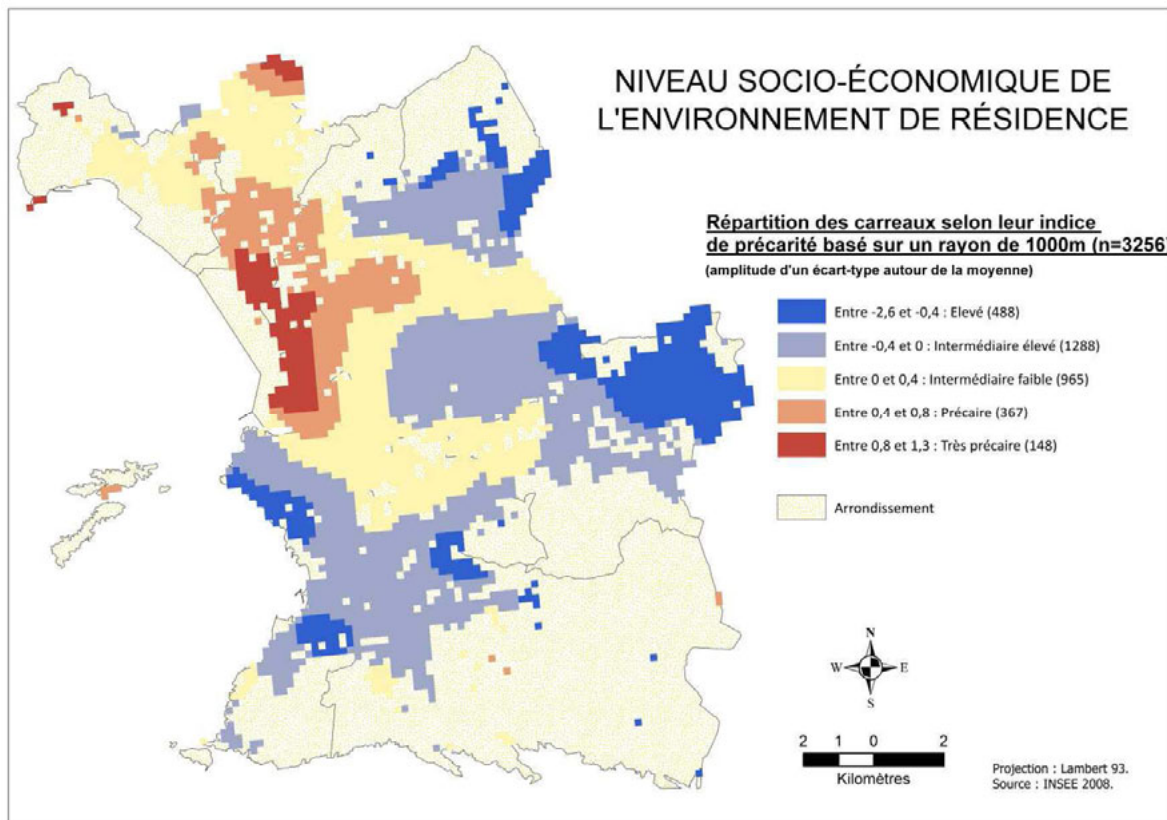 NIVEAU SOCIO-ÉCONOMIQUE DE
L'ENVIRONNEMENT DE RÉSIDENCE
Répartition des carreaux selon leur indice
de précarité basé sur un rayon de 1000m (n=3256
(amplitude d'un écart-type autour de la moyenne)
Entre -2,6 et -0,4 : Elevé (488)
Entre -0,4 et 0 : Intermédiaire élevé (1288)
Entre 0 et 0,4 : Intermédiaire faible (965)
Entre 0,4 et 0,8 : Précaire (367)
Entre 0,8 et 1,3 : Très précaire (148)
Arrondissement
N
W E
S
2 1 0 2
Kilomètres
Projection : Lambert 93.
Source : INSEE 2008.